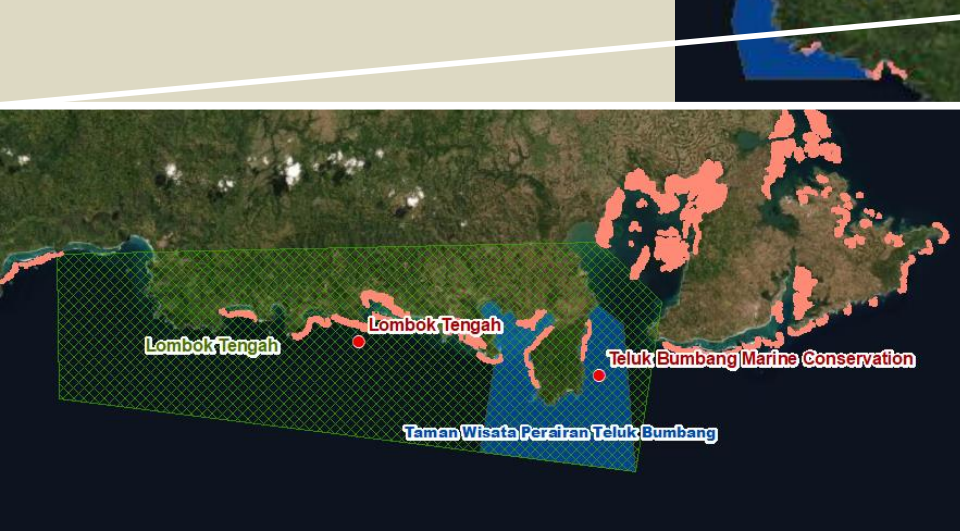 Lombok Tengah
Lombok Tengah
Teluk Bumbang Marine Conservation
Taman Wisata Perairan Teluk Bumbang